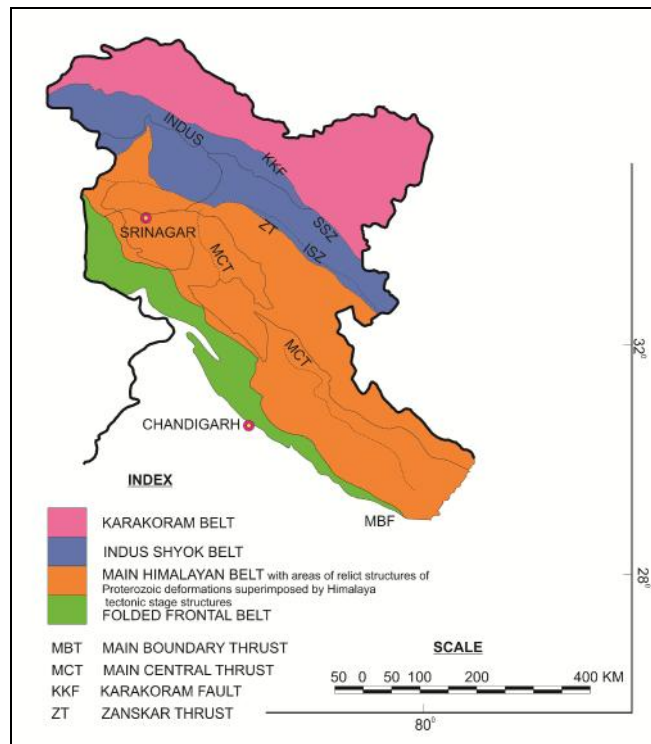 INDUS
KKF
SSZ
ZT
ISZ
SRINAGAR
MCT
MCT
32⁰
CHANDIGARH
INDEX
MBF
KARAKORAM BELT
INDUS SHYOK BELT
MAIN HIMALAYAN BELT with areas of relict structures of
Proterozoic deformations superimposed by Himalaya
tectonic stage structures
FOLDED FRONTAL BELT
28⁰
MBT MAIN BOUNDARY THRUST
MCT MAIN CENTRAL THRUST
KKF KARAKORAM FAULT
ZT ZANSKAR THRUST
SCALE
50 0 50 100 200 400 KM
80⁰